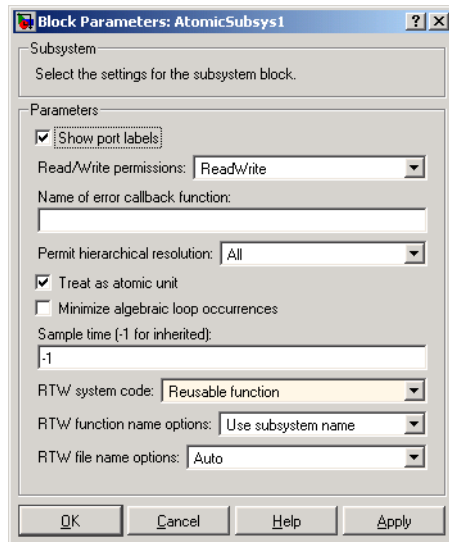 Block Parameters: AtomicSubsys1
Subsystem
Select the settings for the subsystem block.
Parameters
Show port labels
Read/Write permissions: ReadWrite
Name of error callback function:
Permit hierarchical resolution: All
Treat as atomic unit
Minimize algebraic loop occurrences
Sample time (-1 for inherited):
-1
RTW system code: Reusable function
RTW function name options: Use subsystem name
RTW file name options: Auto
OK Cancel Help Apply